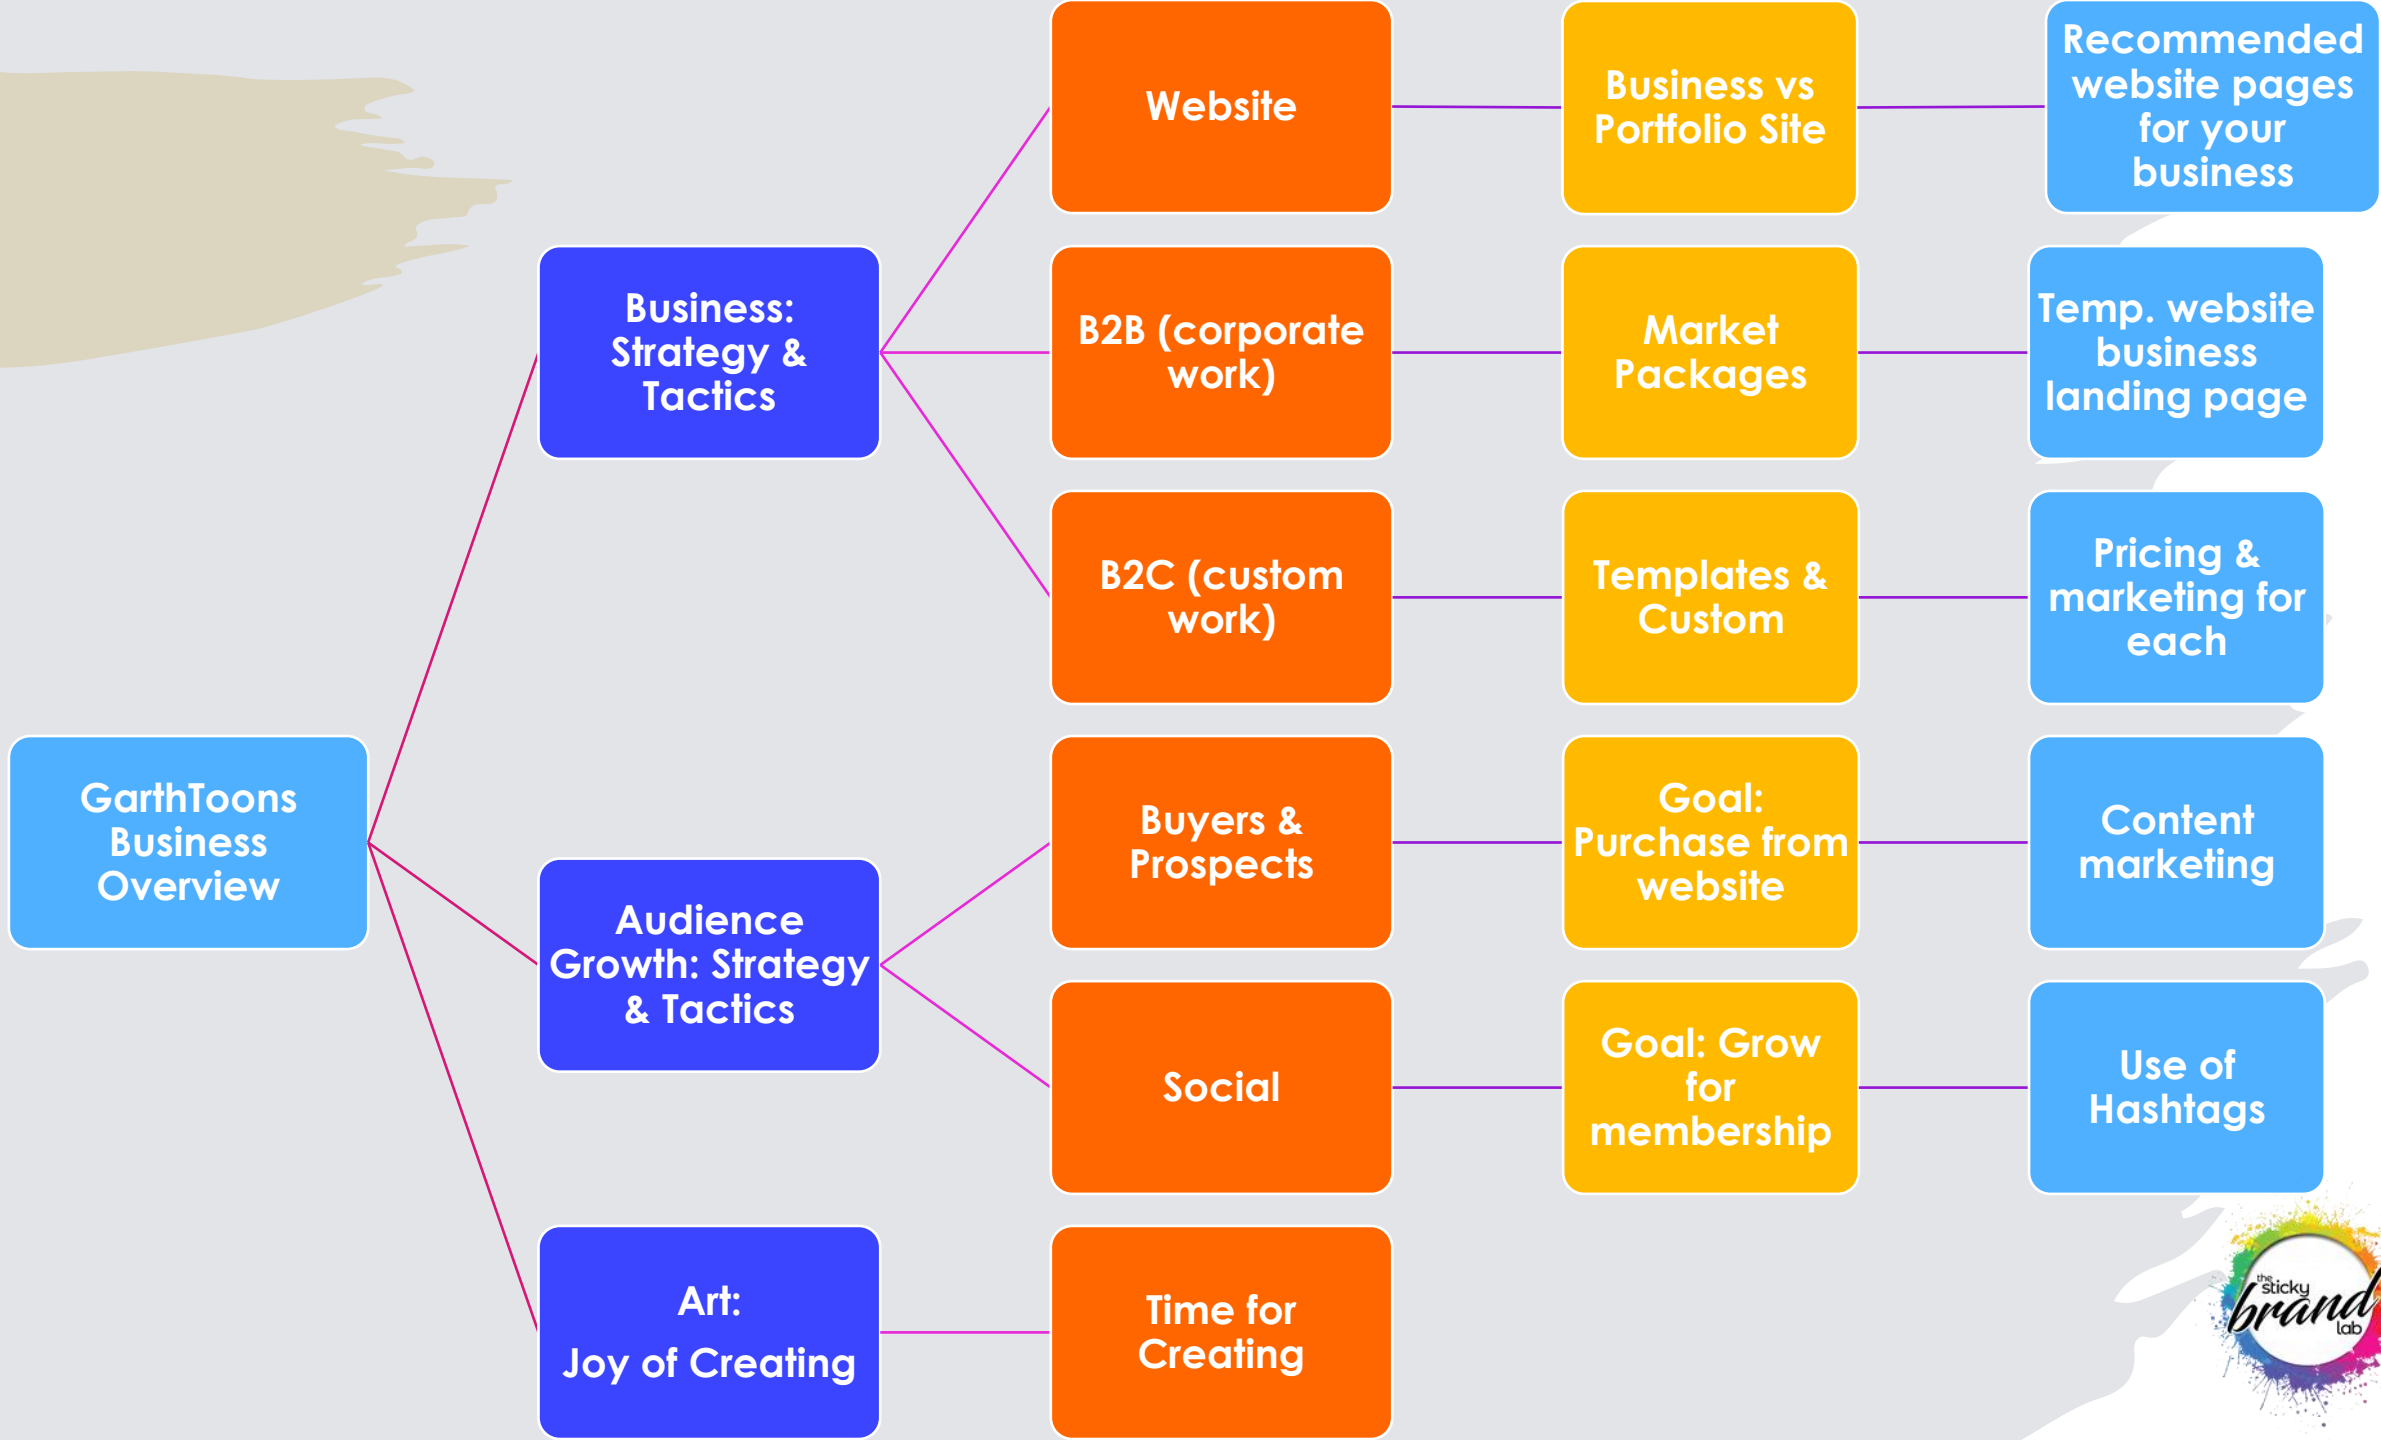 GarthToons
Business
Overview
Business:
Strategy &
Tactics
Website
Business vs
Portfolio Site
Recommended
website pages
for your
business
B2B (corporate
work)
Market
Packages
Temp. website
business
landing page
B2C (custom
work)
Templates &
Custom
Pricing &
marketing for
each
Audience
Growth: Strategy
& Tactics
Buyers &
Prospects
Goal:
Purchase from
website
Content
marketing
Social
Goal: Grow
for
membership
Use of
Hashtags
Art:
Joy of Creating
Time for
Creating
the
sticky
brand
lab